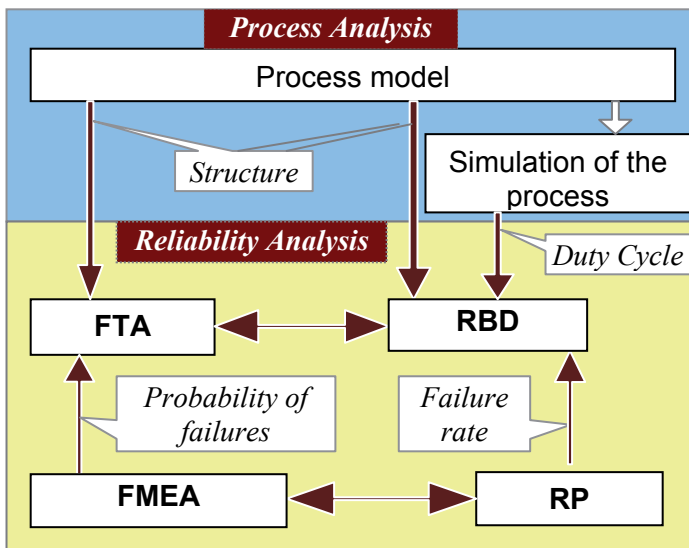 Process Analysis
Process model
Structure
Simulation of the
process
Reliability Analysis
Duty Cycle
FTA
RBD
Probability of
failures
Failure
rate
FMEA
RP